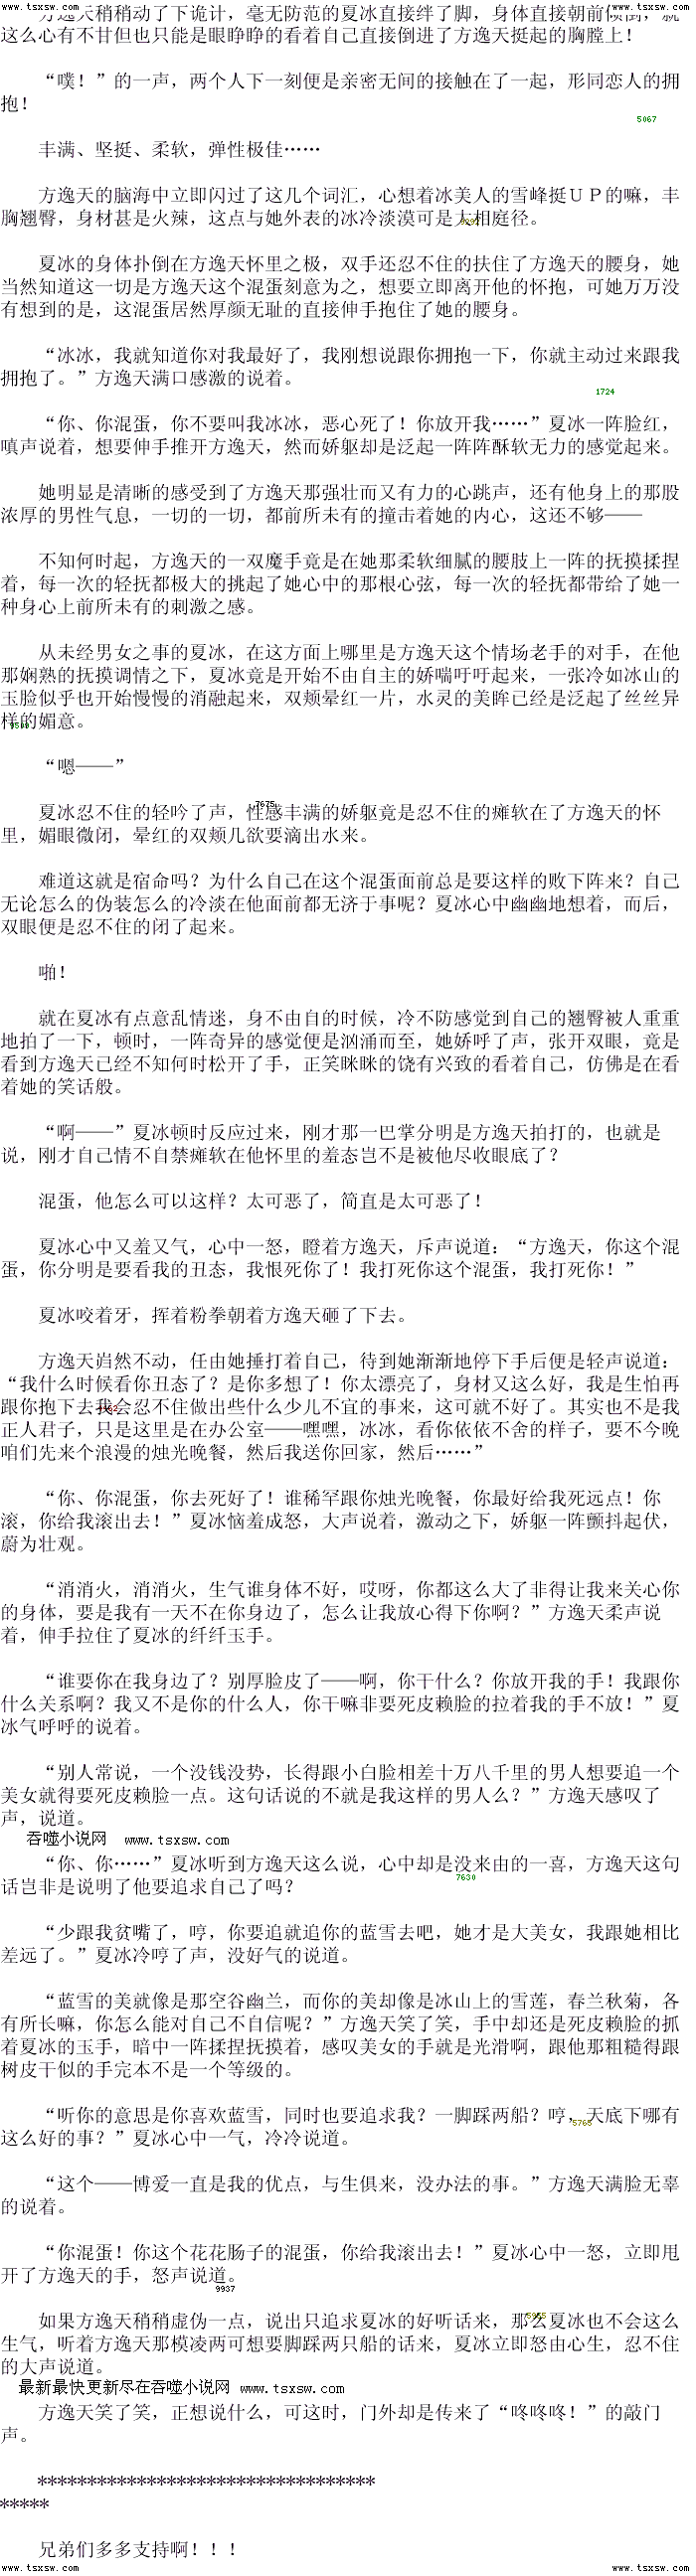 www.tsxsw.com www.tsxsw.com
方逸天稍稍动了下诡计，毫无防范的夏冰直接绊了脚，身体直接朝前倾倒，就
这么心有不甘但也只能是眼睁睁的看着自己直接倒进了方逸天挺起的胸膛上！
“噗！”的一声，两个人下一刻便是亲密无间的接触在了一起，形同恋人的拥
抱！
5067
丰满、坚挺、柔软，弹性极佳……
方逸天的脑海中立即闪过了这几个词汇，心想着冰美人的雪峰挺ＵＰ的嘛，丰
胸翘臀，身材甚是火辣，这点与她外表的冰冷淡漠可是大相庭径。
夏冰的身体扑倒在方逸天怀里之极，双手还忍不住的扶住了方逸天的腰身，她
当然知道这一切是方逸天这个混蛋刻意为之，想要立即离开他的怀抱，可她万万没
有想到的是，这混蛋居然厚颜无耻的直接伸手抱住了她的腰身。
“冰冰，我就知道你对我最好了，我刚想说跟你拥抱一下，你就主动过来跟我
拥抱了。”方逸天满口感激的说着。
1724
“你、你混蛋，你不要叫我冰冰，恶心死了！你放开我……”夏冰一阵脸红，
嗔声说着，想要伸手推开方逸天，然而娇躯却是泛起一阵阵酥软无力的感觉起来。
她明显是清晰的感受到了方逸天那强壮而又有力的心跳声，还有他身上的那股
浓厚的男性气息，一切的一切，都前所未有的撞击着她的内心，这还不够——
不知何时起，方逸天的一双魔手竟是在她那柔软细腻的腰肢上一阵的抚摸揉捏
着，每一次的轻抚都极大的挑起了她心中的那根心弦，每一次的轻抚都带给了她一
种身心上前所未有的刺激之感。
从未经男女之事的夏冰，在这方面上哪里是方逸天这个情场老手的对手，在他
那娴熟的抚摸调情之下，夏冰竟是开始不由自主的娇喘吁吁起来，一张冷如冰山的
玉脸似乎也开始慢慢的消融起来，双颊晕红一片，水灵的美眸已经是泛起了丝丝异
样的媚意。
“嗯——”
7675
夏冰忍不住的轻吟了声，性感丰满的娇躯竟是忍不住的瘫软在了方逸天的怀
里，媚眼微闭，晕红的双颊几欲要滴出水来。
难道这就是宿命吗？为什么自己在这个混蛋面前总是要这样的败下阵来？自己
无论怎么的伪装怎么的冷淡在他面前都无济于事呢？夏冰心中幽幽地想着，而后，
双眼便是忍不住的闭了起来。
啪！
就在夏冰有点意乱情迷，身不由自的时候，冷不防感觉到自己的翘臀被人重重
地拍了一下，顿时，一阵奇异的感觉便是汹涌而至，她娇呼了声，张开双眼，竟是
看到方逸天已经不知何时松开了手，正笑眯眯的饶有兴致的看着自己，仿佛是在看
着她的笑话般。
“啊——”夏冰顿时反应过来，刚才那一巴掌分明是方逸天拍打的，也就是
说，刚才自己情不自禁瘫软在他怀里的羞态岂不是被他尽收眼底了？
混蛋，他怎么可以这样？太可恶了，简直是太可恶了！
夏冰心中又羞又气，心中一怒，瞪着方逸天，斥声说道：“方逸天，你这个混
蛋，你分明是要看我的丑态，我恨死你了！我打死你这个混蛋，我打死你！”
夏冰咬着牙，挥着粉拳朝着方逸天砸了下去。
方逸天岿然不动，任由她捶打着自己，待到她渐渐地停下手后便是轻声说道：
“我什么时候看你丑态了？是你多想了！你太漂亮了，身材又这么好，我是生怕再
跟你抱下去我会忍不住做出些什么少儿不宜的事来，这可就不好了。其实也不是我
正人君子，只是这里是在办公室——嘿嘿，冰冰，看你依依不舍的样子，要不今晚
咱们先来个浪漫的烛光晚餐，然后我送你回家，然后……”
“你、你混蛋，你去死好了！谁稀罕跟你烛光晚餐，你最好给我死远点！你
滚，你给我滚出去！”夏冰恼羞成怒，大声说着，激动之下，娇躯一阵颤抖起伏，
蔚为壮观。
“消消火，消消火，生气谁身体不好，哎呀，你都这么大了非得让我来关心你
的身体，要是我有一天不在你身边了，怎么让我放心得下你啊？”方逸天柔声说
着，伸手拉住了夏冰的纤纤玉手。
“谁要你在我身边了？别厚脸皮了——啊，你干什么？你放开我的手！我跟你
什么关系啊？我又不是你的什么人，你干嘛非要死皮赖脸的拉着我的手不放！”夏
冰气呼呼的说着。
“别人常说，一个没钱没势，长得跟小白脸相差十万八千里的男人想要追一个
美女就得要死皮赖脸一点。这句话说的不就是我这样的男人么？”方逸天感叹了
声，说道。
吞噬小说网 www.tsxsw.com
“你、你……”夏冰听到方逸天这么说，心中却是没来由的一喜，方逸天这句
7630
话岂非是说明了他要追求自己了吗？
“少跟我贫嘴了，哼，你要追就追你的蓝雪去吧，她才是大美女，我跟她相比
差远了。”夏冰冷哼了声，没好气的说道。
“蓝雪的美就像是那空谷幽兰，而你的美却像是冰山上的雪莲，春兰秋菊，各
有所长嘛，你怎么能对自己不自信呢？”方逸天笑了笑，手中却还是死皮赖脸的抓
着夏冰的玉手，暗中一阵揉捏抚摸着，感叹美女的手就是光滑啊，跟他那粗糙得跟
树皮干似的手完本不是一个等级的。
“听你的意思是你喜欢蓝雪，同时也要追求我？一脚踩两船？哼，天底下哪有
5765
这么好的事？”夏冰心中一气，冷冷说道。
“这个——博爱一直是我的优点，与生俱来，没办法的事。”方逸天满脸无辜
的说着。
“你混蛋！你这个花花肠子的混蛋，你给我滚出去！”夏冰心中一怒，立即甩
开了方逸天的手，怒声说道。
9937
如果方逸天稍稍虚伪一点，说出只追求夏冰的好听话来，那么夏冰也不会这么
生气，听着方逸天那模凌两可想要脚踩两只船的话来，夏冰立即怒由心生，忍不住
的大声说道。
最新最快更新尽在吞噬小说网 www.tsxsw.com
方逸天笑了笑，正想说什么，可这时，门外却是传来了“咚咚咚！”的敲门
声。
**********************************
*****
兄弟们多多支持啊！！！
www.tsxsw.com www.tsxsw.com